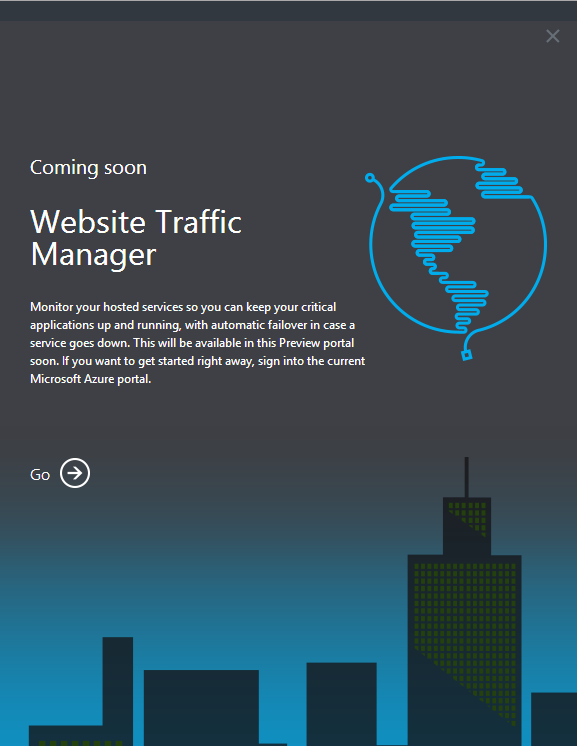 Coming soon
Website Traffic
Manager
Monitor your hosted services so you can keep your critical
applications up and running, with automatic failover in case a
service goes down. This will be available in this Preview portal
soon. If you want to get started right away, sign into the current
Microsoft Azure portal.
Go